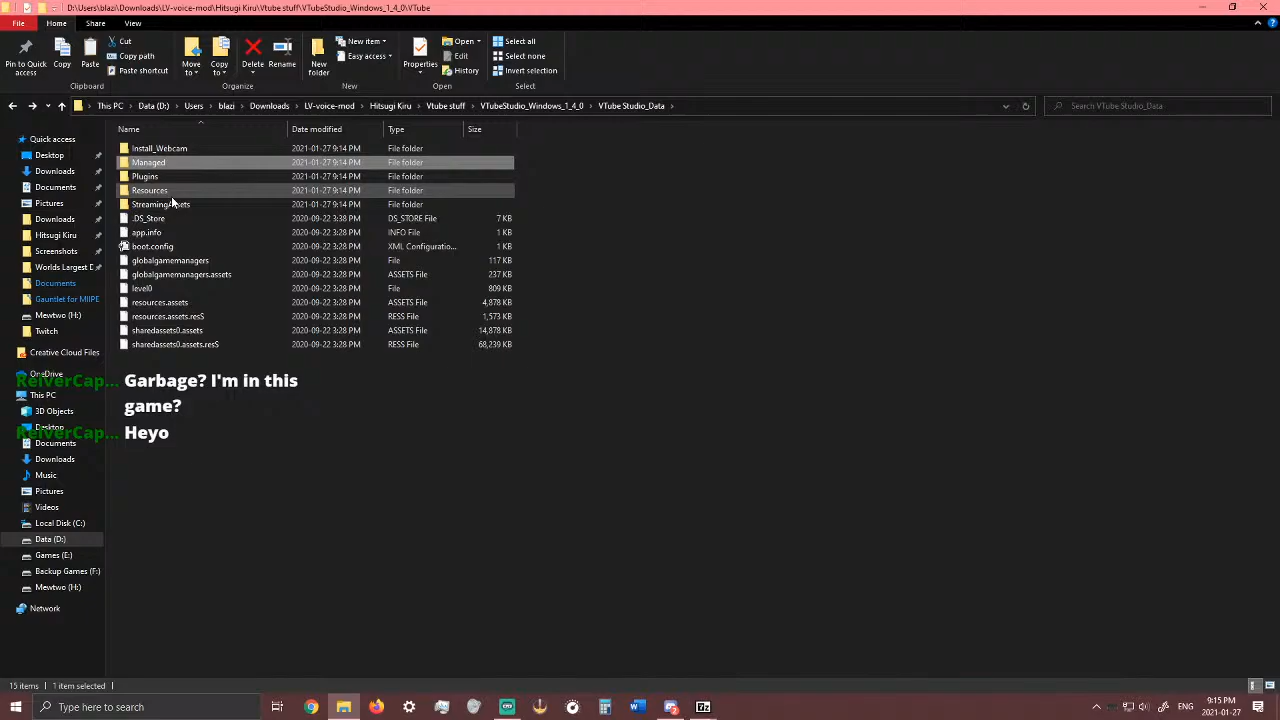 D:\Users\blazi\Downloads\LV-voice-mod\Hitsugi Kiru\Vtube stuff\VTubeStudio_Windows_1_4_0\VTube
File Home Share View
Pin to Quick access
Copy
Paste
Cut
Copy path
Paste shortcut
Clipboard
Move to
Copy to
Delete
Rename
Organize
New folder
New item
Easy access
New
Properties
Open
Edit
History
Open
Select all
Select none
Invert selection
Select
This PC > Data (D:) > Users > blazi > Downloads > LV-voice-mod > Hitsugi Kiru > Vtube stuff > VTubeStudio_Windows_1_4_0 > VTube Studio_Data >
Search VTube Studio_Data
Quick access
Desktop
Downloads
Documents
Pictures
Downloads
Hitsugi Kiru
Screenshots
Worlds Largest D
Documents
Gauntlet for MIIPE
Mewtwo (H:)
Twitch
Creative Cloud Files
OneDrive
This PC
3D Objects
Desktop
Documents
Downloads
Music
Pictures
Videos
Local Disk (C:)
Data (D:)
Games (E:)
Backup Games (F:)
Mewtwo (H:)
Network
Name Date modified Type Size
Install_Webcam 2021-01-27 9:14 PM File folder
Managed 2021-01-27 9:14 PM File folder
Plugins 2021-01-27 9:14 PM File folder
Resources 2021-01-27 9:14 PM File folder
StreamingAssets 2021-01-27 9:14 PM File folder
.DS_Store 2020-09-22 3:38 PM DS_STORE File 7 KB
app.info 2020-09-22 3:28 PM INFO File 1 KB
boot.config 2020-09-22 3:28 PM XML Configuratio... 1 KB
globalgamemanagers 2020-09-22 3:28 PM File 117 KB
globalgamemanagers.assets 2020-09-22 3:28 PM ASSETS File 237 KB
level0 2020-09-22 3:28 PM File 809 KB
resources.assets 2020-09-22 3:28 PM ASSETS File 4,878 KB
resources.assets.resS 2020-09-22 3:28 PM RESS File 1,573 KB
sharedassets0.assets 2020-09-22 3:28 PM ASSETS File 14,878 KB
sharedassets0.assets.resS 2020-09-22 3:28 PM RESS File 68,239 KB
ReiverCap... Garbage? I'm in this
game?
ReiverCap... Heyo
15 items 1 item selected
Type here to search
ENG
9:15 PM
2021-01-27